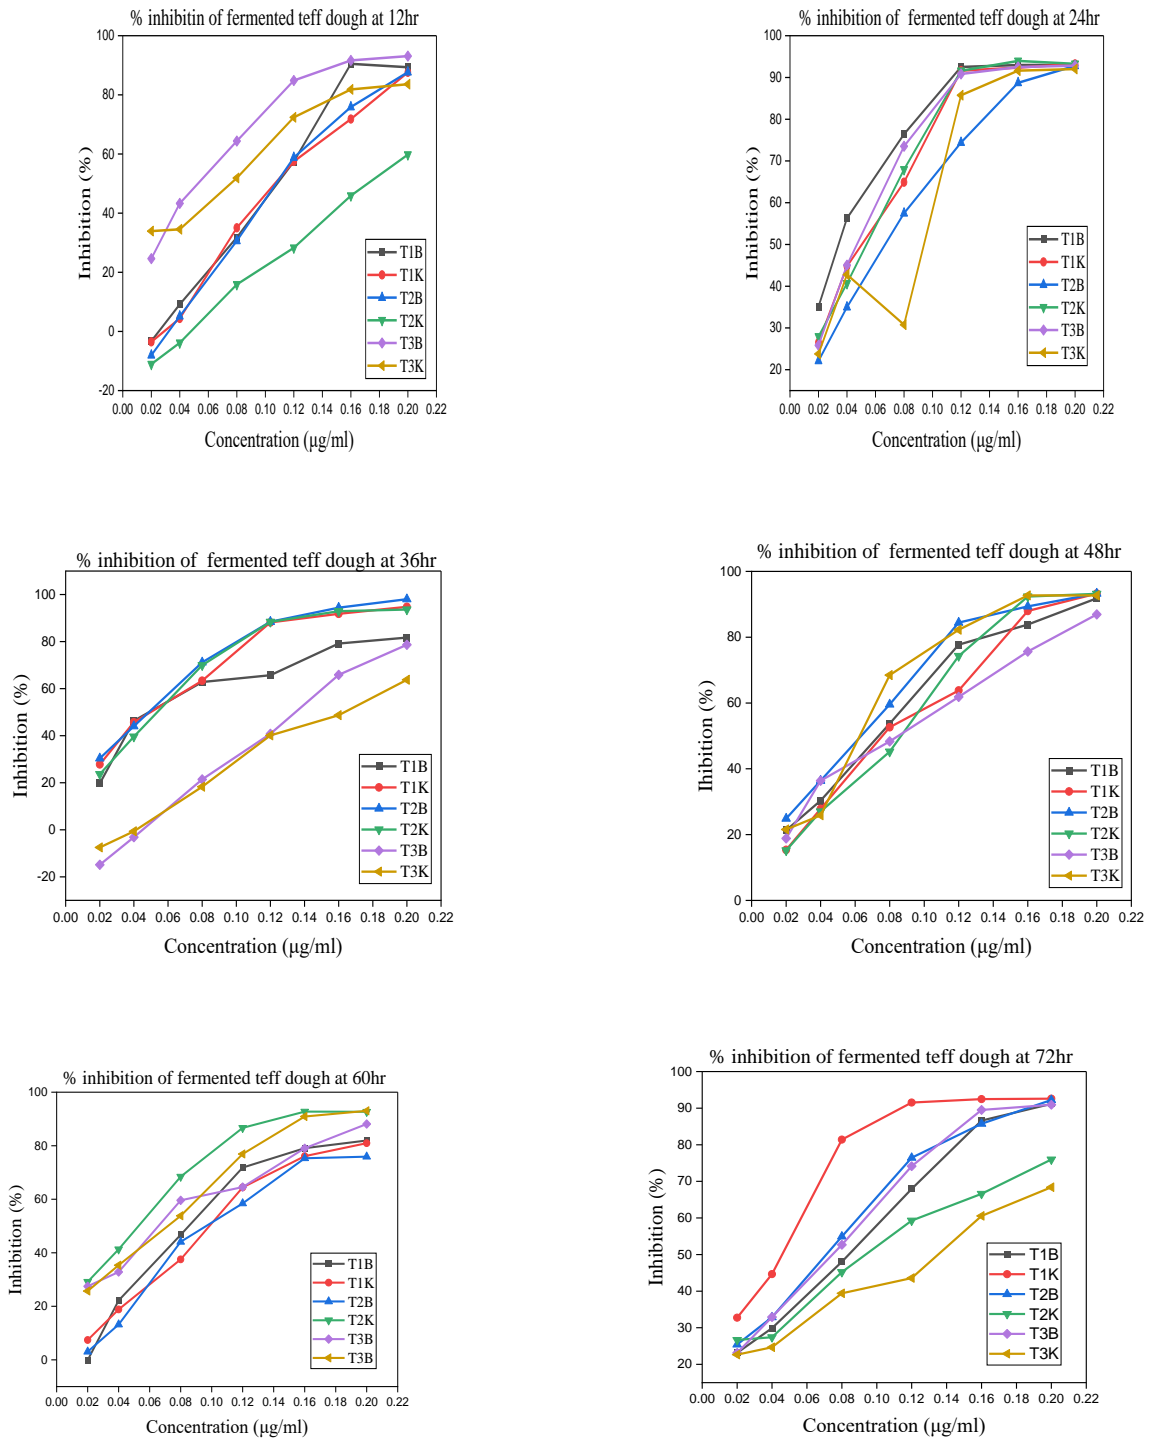 % inhibitin of fermented teff dough at 12hr
100
80
60
40
20
0
-20
Inhibition (%)
0.00 0.02 0.04 0.06 0.08 0.10 0.12 0.14 0.16 0.18 0.20 0.22
Concentration (μg/ml)
T1B
T1K
T2B
T2K
T3B
T3K
% inhibition of fermented teff dough at 24hr
100
90
80
70
60
50
40
30
20
Inhibition (%)
0.00 0.02 0.04 0.06 0.08 0.10 0.12 0.14 0.16 0.18 0.20 0.22
Concentration (μg/ml)
T1B
T1K
T2B
T2K
T3B
T3K
% inhibition of fermented teff dough at 36hr
100
80
60
40
20
0
-20
Inhibition (%)
0.00 0.02 0.04 0.06 0.08 0.10 0.12 0.14 0.16 0.18 0.20 0.22
Concentration (μg/ml)
T1B
T1K
T2B
T2K
T3B
T3K
% inhibition of fermented teff dough at 48hr
100
80
60
40
20
0
Ihibition (%)
0.00 0.02 0.04 0.06 0.08 0.10 0.12 0.14 0.16 0.18 0.20 0.22
Concentration (μg/ml)
T1B
T1K
T2B
T2K
T3B
T3K
% inhibition of fermented teff dough at 60hr
100
80
60
40
20
0
Inhibition (%)
0.00 0.02 0.04 0.06 0.08 0.10 0.12 0.14 0.16 0.18 0.20 0.22
Concentration (μg/ml)
T1B
T1K
T2B
T2K
T3B
T3B
% inhibition of fermented teff dough at 72hr
100
90
80
70
60
50
40
30
20
Inhibition (%)
0.00 0.02 0.04 0.06 0.08 0.10 0.12 0.14 0.16 0.18 0.20 0.22
Concentration (μg/ml)
T1B
T1K
T2B
T2K
T3B
T3K